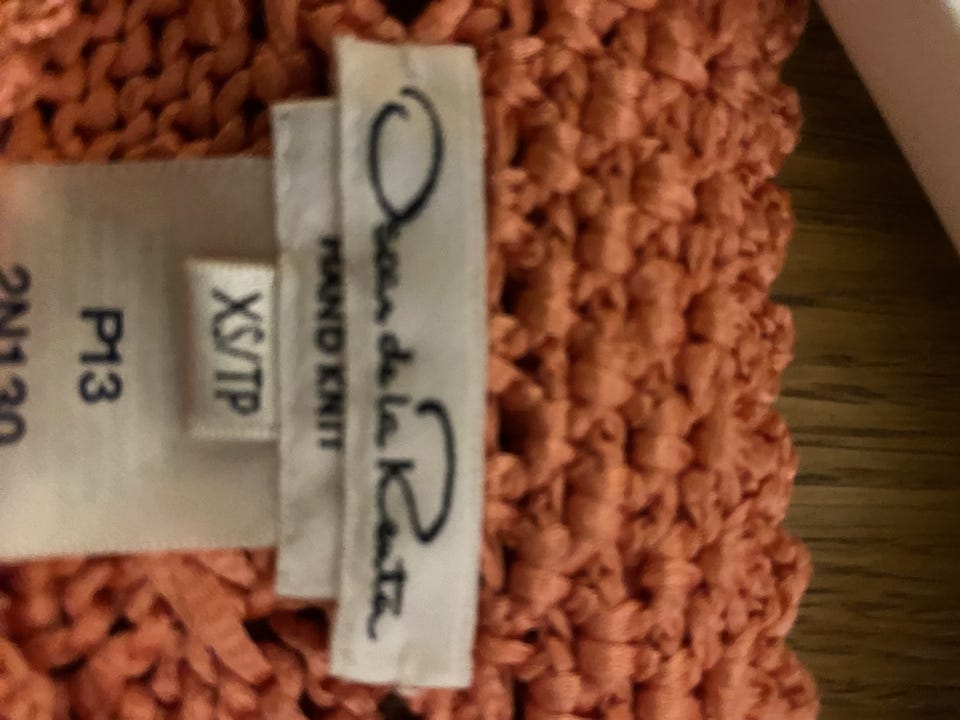 Oscar de la Renta
HAND KNIT
XS/TP
P13
2N130